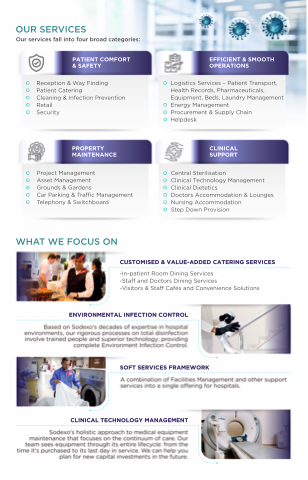 OUR SERVICES
Our services fall into four broad categories:
PATIENT COMFORT
& SAFETY
Reception & Way Finding
Patient Catering
Cleaning & Infection Prevention
Retail
Security
EFFICIENT & SMOOTH
OPERATIONS
Logistics Services – Patient Transport,
Health Records, Pharmaceuticals,
Equipment, Beds, Laundry Management
Energy Management
Procurement & Supply Chain
Helpdesk
PROPERTY
MAINTENANCE
Project Management
Asset Management
Grounds & Gardens
Car Parking & Traffic Management
Telephony & Switchboard
CLINICAL
SUPPORT
Central Sterilisation
Clinical Technology Management
Clinical Dietetics
Doctors Accommodation & Lounges
Nursing Accommodation
Step Down Provision
WHAT WE FOCUS ON
CUSTOMISED & VALUE-ADDED CATERING SERVICES
-In-patient Room Dining Services
-Staff and Doctors Dining Services
-Visitors & Staff Cafés and Convenience Solutions
ENVIRONMENTAL INFECTION CONTROL
Based on Sodexo's decades of expertise in hospital
environments, our rigorous processes on total disinfection
involve trained people and superior technology; providing
complete Environment Infection Control.
SOFT SERVICES FRAMEWORK
A combination of Facilities Management and other support
services into a single offering for hospitals.
CLINICAL TECHNOLOGY MANAGEMENT
Sodexo's holistic approach to medical equipment
maintenance that focuses on the continuum of care. Our
team sees equipment through its entire lifecycle: from the
time it's purchased to its last day in service. We can help you
plan for new capital investments in the future.